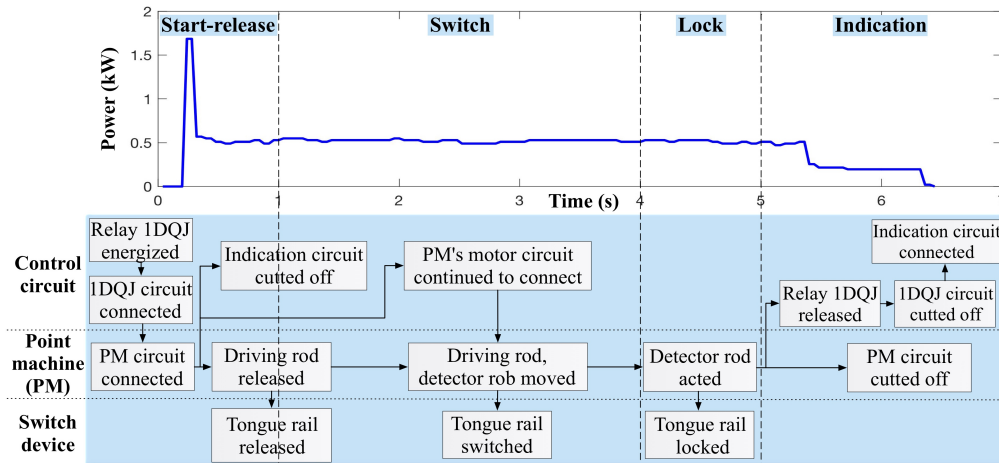 Start-release Switch Lock Indication
2
1.5
1
0.5
0
Power (kW)
0 1 2 3 4 5 6 7
Time (s)
Control
circuit
Relay 1DQJ
energized
1DQJ circuit
connected
Indication circuit
cutted off
PM's motor circuit
continued to connect
Relay 1DQJ
released
1DQJ circuit
cutted off
Indication circuit
connected
Point
machine
(PM)
PM circuit
connected
Driving rod
released
Driving rod,
detector rob moved
Detector rod
acted
PM circuit
cutted off
Switch
device
Tongue rail
released
Tongue rail
switched
Tongue rail
locked